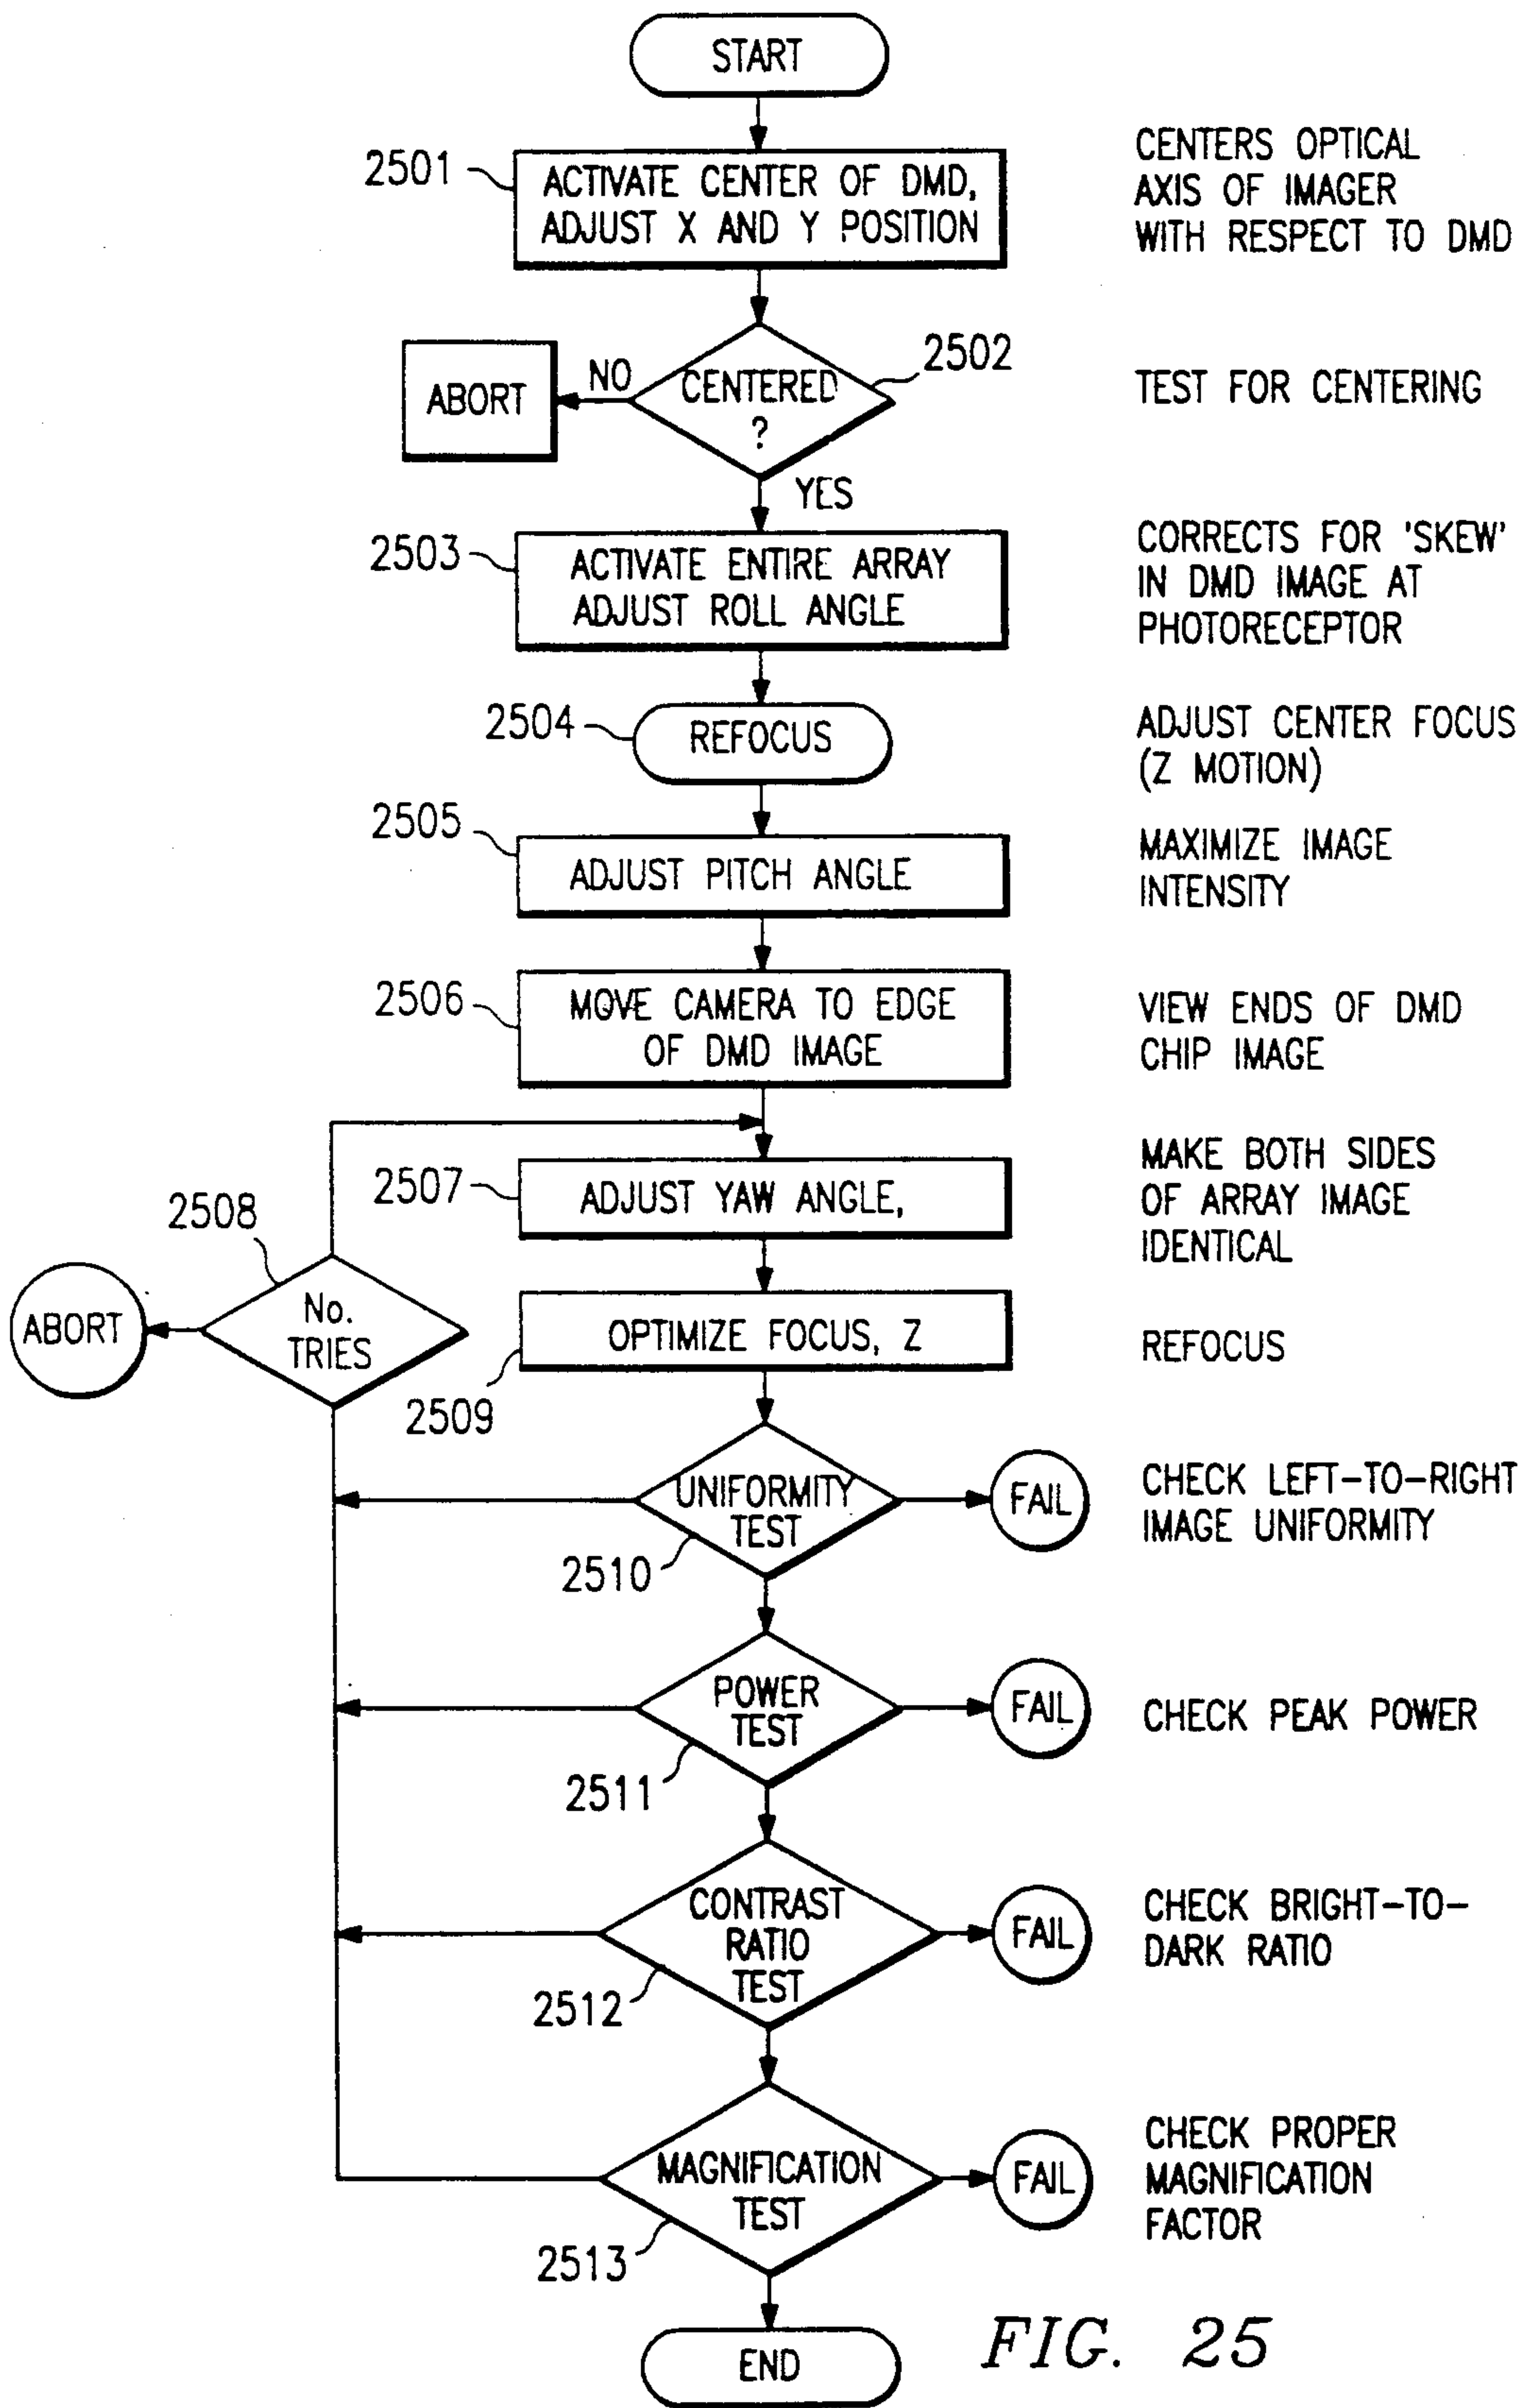 START
2501
ACTIVATE CENTER OF DMD,
ADJUST X AND Y POSITION
CENTERS OPTICAL
AXIS OF IMAGER
WITH RESPECT TO DMD
ABORT
NO
CENTERED
?
2502
TEST FOR CENTERING
YES
2503
ACTIVATE ENTIRE ARRAY
ADJUST ROLL ANGLE
CORRECTS FOR 'SKEW'
IN DMD IMAGE AT
PHOTORECEPTOR
2504
REFOCUS
ADJUST CENTER FOCUS
(Z MOTION)
2505
ADJUST PITCH ANGLE
MAXIMIZE IMAGE
INTENSITY
2506
MOVE CAMERA TO EDGE
OF DMD IMAGE
VIEW ENDS OF DMD
CHIP IMAGE
2507
ADJUST YAW ANGLE,
MAKE BOTH SIDES
OF ARRAY IMAGE
IDENTICAL
2508
ABORT
No.
TRIES
OPTIMIZE FOCUS, Z
REFOCUS
2509
UNIFORMITY
TEST
2510
FAIL
CHECK LEFT-TO-RIGHT
IMAGE UNIFORMITY
POWER
TEST
2511
FAIL
CHECK PEAK POWER
CONTRAST
RATIO
TEST
2512
FAIL
CHECK BRIGHT-TO-
DARK RATIO
MAGNIFICATION
TEST
2513
FAIL
CHECK PROPER
MAGNIFICATION
FACTOR
END
FIG. 25